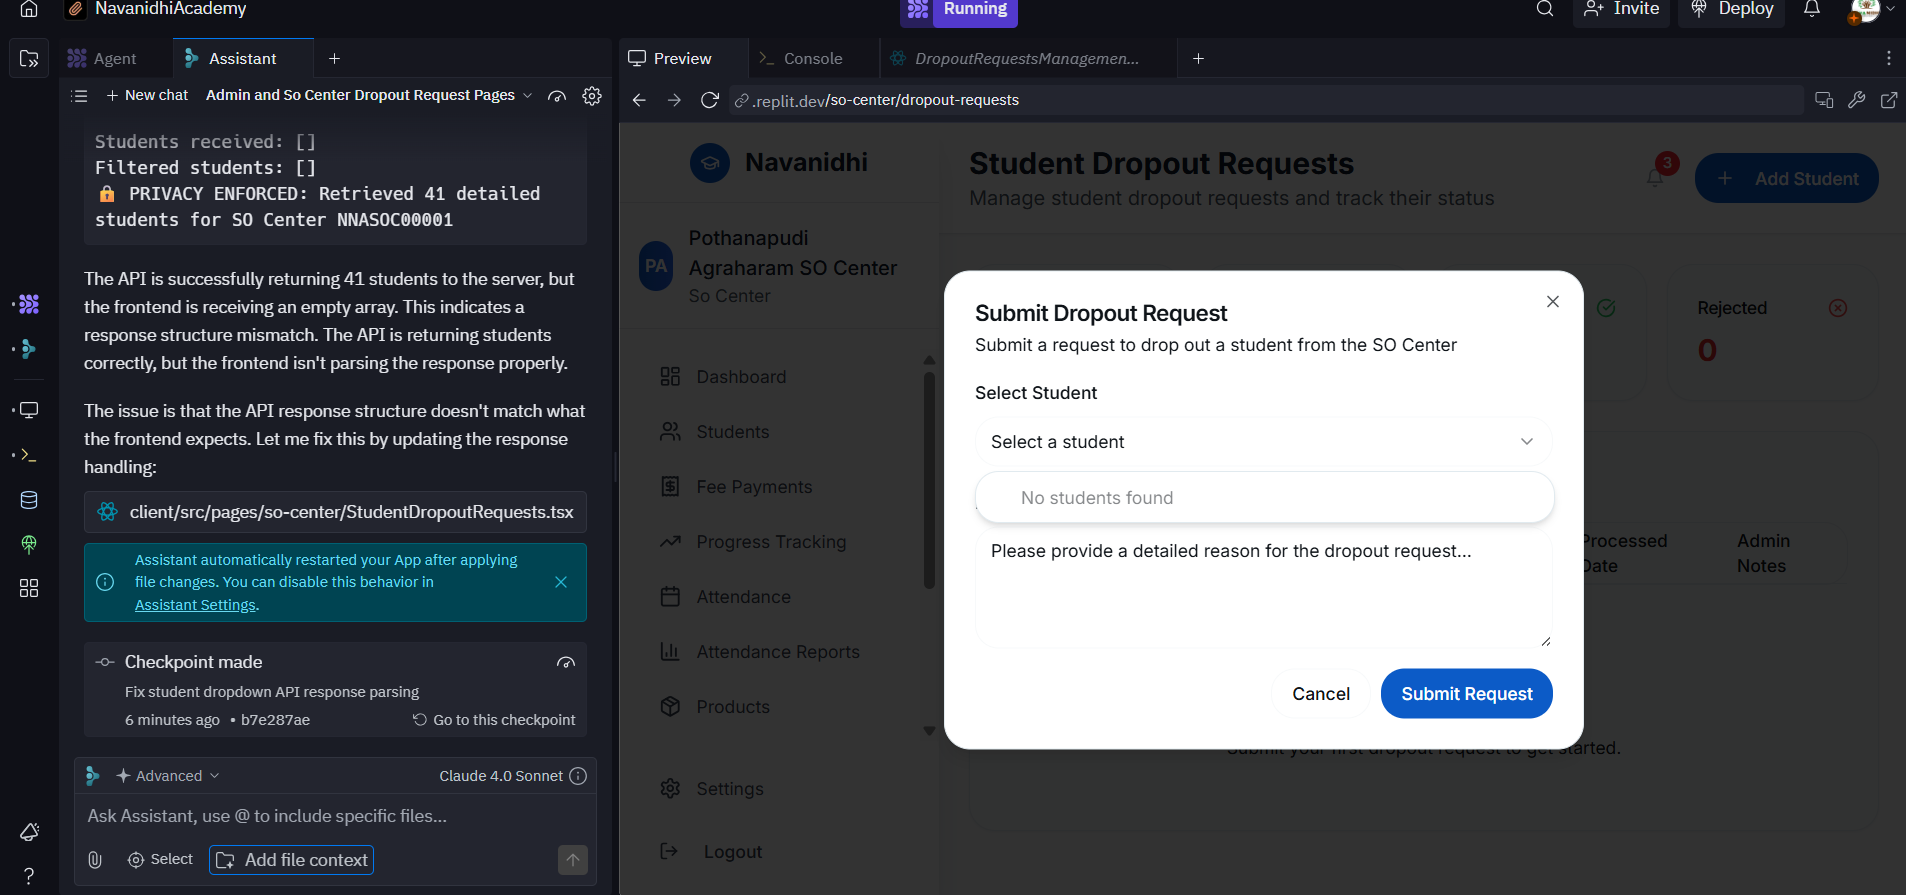 NavanidhiAcademy
Running
Invite
Deploy
Agent
Assistant
Preview
Console
DropoutRequestsManagemen...
New chat
Admin and So Center Dropout Request Pages
.replit.dev/so-center/dropout-requests
Students received: []
Filtered students: []
🔒 PRIVACY ENFORCED: Retrieved 41 detailed
students for SO Center NNASOC00001
The API is successfully returning 41 students to the server, but
the frontend is receiving an empty array. This indicates a
response structure mismatch. The API is returning students
correctly, but the frontend isn't parsing the response properly.
The issue is that the API response structure doesn't match what
the frontend expects. Let me fix this by updating the response
handling:
client/src/pages/so-center/StudentDropoutRequests.tsx
Assistant automatically restarted your App after applying
file changes. You can disable this behavior in
Assistant Settings.
Checkpoint made
Fix student dropdown API response parsing
6 minutes ago • b7e287ae
Go to this checkpoint
Advanced
Claude 4.0 Sonnet
Ask Assistant, use @ to include specific files...
Select
Add file context
Navanidhi
PA
Pothanapudi
Agraharam SO Center
So Center
Dashboard
Students
Fee Payments
Progress Tracking
Attendance
Attendance Reports
Products
Settings
Logout
Student Dropout Requests
Manage student dropout requests and track their status
3
+ Add Student
Rejected
0
Submit Dropout Request
Submit a request to drop out a student from the SO Center
Select Student
Select a student
No students found
Please provide a detailed reason for the dropout request...
Cancel
Submit Request
Processed
Date
Admin
Notes
Submit your first dropout request to get started.